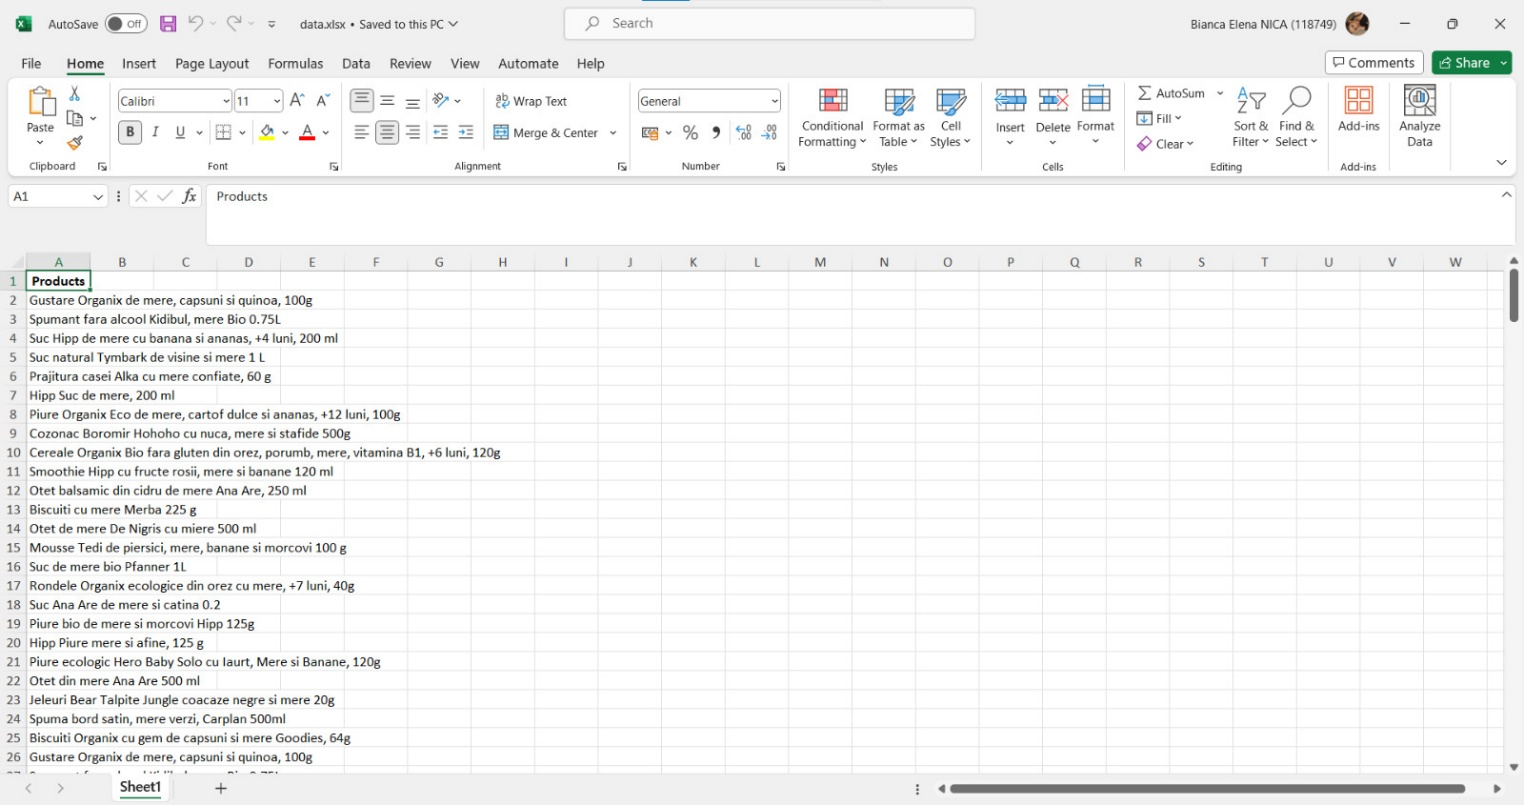 AutoSave Off data.xlsx • Saved to this PC Search Bianca Elena NICA (118749)
File Home Insert Page Layout Formulas Data Review View Automate Help Comments Share
Paste
Calibri 11
B I U A
Wrap Text
Merge & Center
General
% 9
Conditional Formatting
Format as Table
Cell Styles
Insert Delete Format
AutoSum
Fill
Clear
Sort & Filter
Find & Select
Add-ins
Analyze Data
Clipboard Font Alignment Number Styles Cells Editing Add-ins
A1 fx Products
A B C D E F G H I J K L M N O P Q R S T U V W
1 Products
2 Gustare Organix de mere, capsuni si quinoa, 100g
3 Spumant fara alcool Kidibul, mere Bio 0.75L
4 Suc Hipp de mere cu banana si ananas, +4 luni, 200 ml
5 Suc natural Tymbark de visine si mere 1 L
6 Prajitura casei Alka cu mere confiate, 60 g
7 Hipp Suc de mere, 200 ml
8 Piure Organix Eco de mere, cartof dulce si ananas, +12 luni, 100g
9 Cozonac Boromir Hohoho cu nuca, mere si stafide 500g
10 Cereale Organix Bio fara gluten din orez, porumb, mere, vitamina B1, +6 luni, 120g
11 Smoothie Hipp cu fructe rosii, mere si banane 120 ml
12 Otet balsamic din cidru de mere Ana Are, 250 ml
13 Biscuiti cu mere Merba 225 g
14 Otet de mere De Nigris cu miere 500 ml
15 Mousse Tedi de piersici, mere, banane si morcovi 100 g
16 Suc de mere bio Pfanner 1L
17 Rondele Organix ecologice din orez cu mere, +7 luni, 40g
18 Suc Ana Are de mere si catina 0.2
19 Piure bio de mere si morcovi Hipp 125g
20 Hipp Piure mere si afine, 125 g
21 Piure ecologic Hero Baby Solo cu Iaurt, Mere si Banane, 120g
22 Otet din mere Ana Are 500 ml
23 Jeleuri Bear Talpite Jungle coacaze negre si mere 20g
24 Spuma bord satin, mere verzi, Carplan 500ml
25 Biscuiti Organix cu gem de capsuni si mere Goodies, 64g
26 Gustare Organix de mere, capsuni si quinoa, 100g
Sheet1